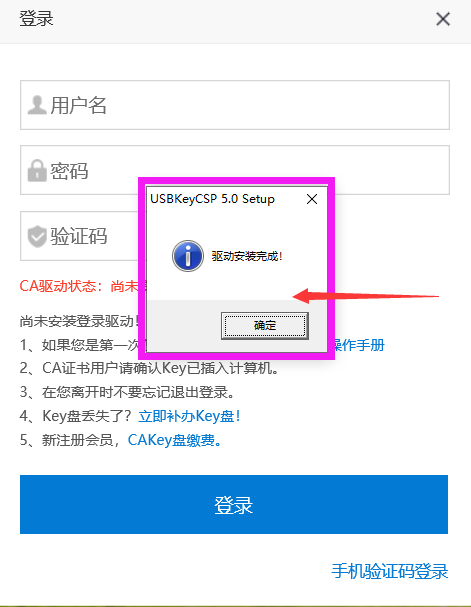 登录
用户名
密码
USBKeyCSP 5.0 Setup
验证码
驱动安装完成！
CA驱动状态：尚未
确定
尚未安装登录驱动！
1、如果您是第一次
操作手册
2、CA证书用户请确认Key已插入计算机。
3、在您离开时不要忘记退出登录。
4、Key盘丢失了？立即补办Key盘！
5、新注册会员，CAKey盘缴费。
登录
手机验证码登录